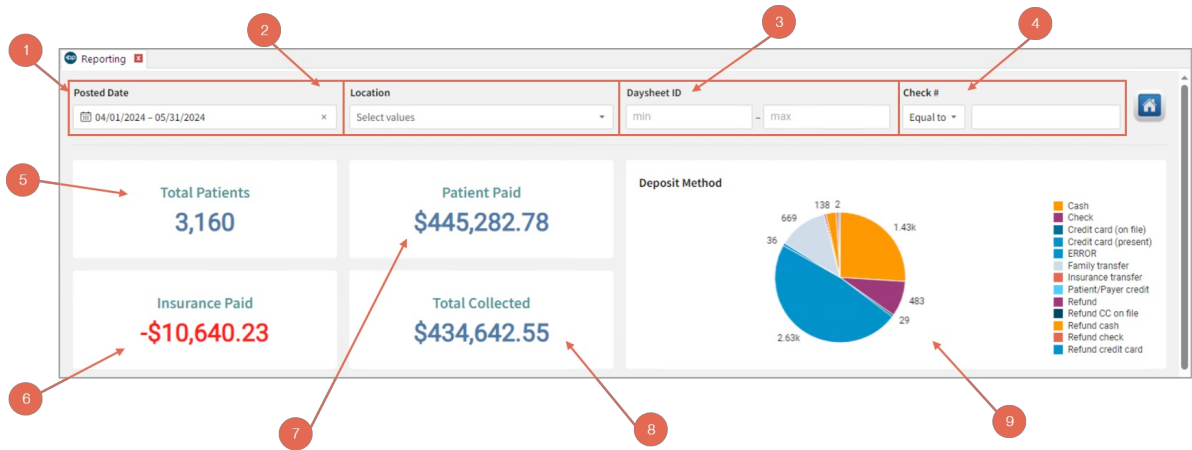 1
2
3
4
Reporting
Posted Date
Location
Daysheet ID
Check #
04/01/2024 – 05/31/2024 ×
Select values
min – max
Equal to
5
Total Patients
3,160
Patient Paid
$445,282.78
Insurance Paid
-$10,640.23
Total Collected
$434,642.55
Deposit Method
138
2
669
1.43k
36
483
29
2.63k
Cash
Check
Credit card (on file)
Credit card (present)
ERROR
Family transfer
Insurance transfer
Patient/Payer credit
Refund
Refund CC on file
Refund cash
Refund check
Refund credit card
6
7
8
9